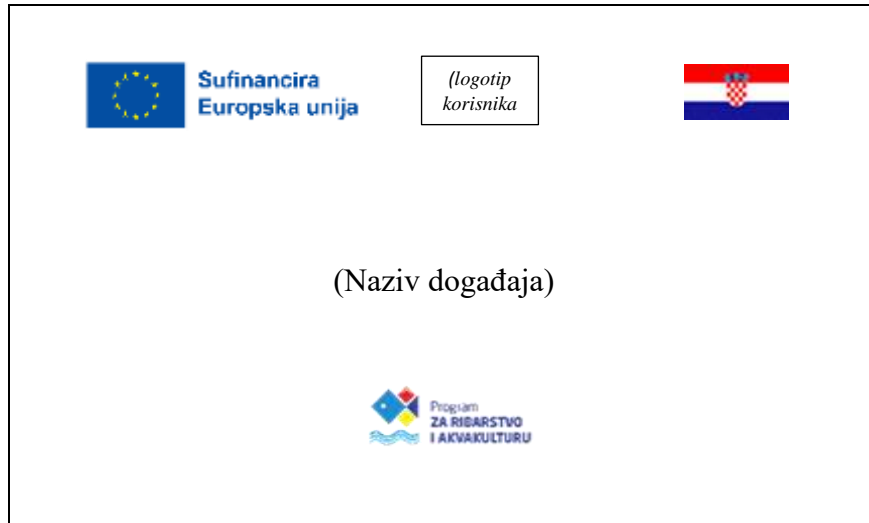 Sufinancira
Europska unija
(logotip
korisnika
(Naziv događaja)
Program
ZA RIBARSTVO
I AKVAKULTURU